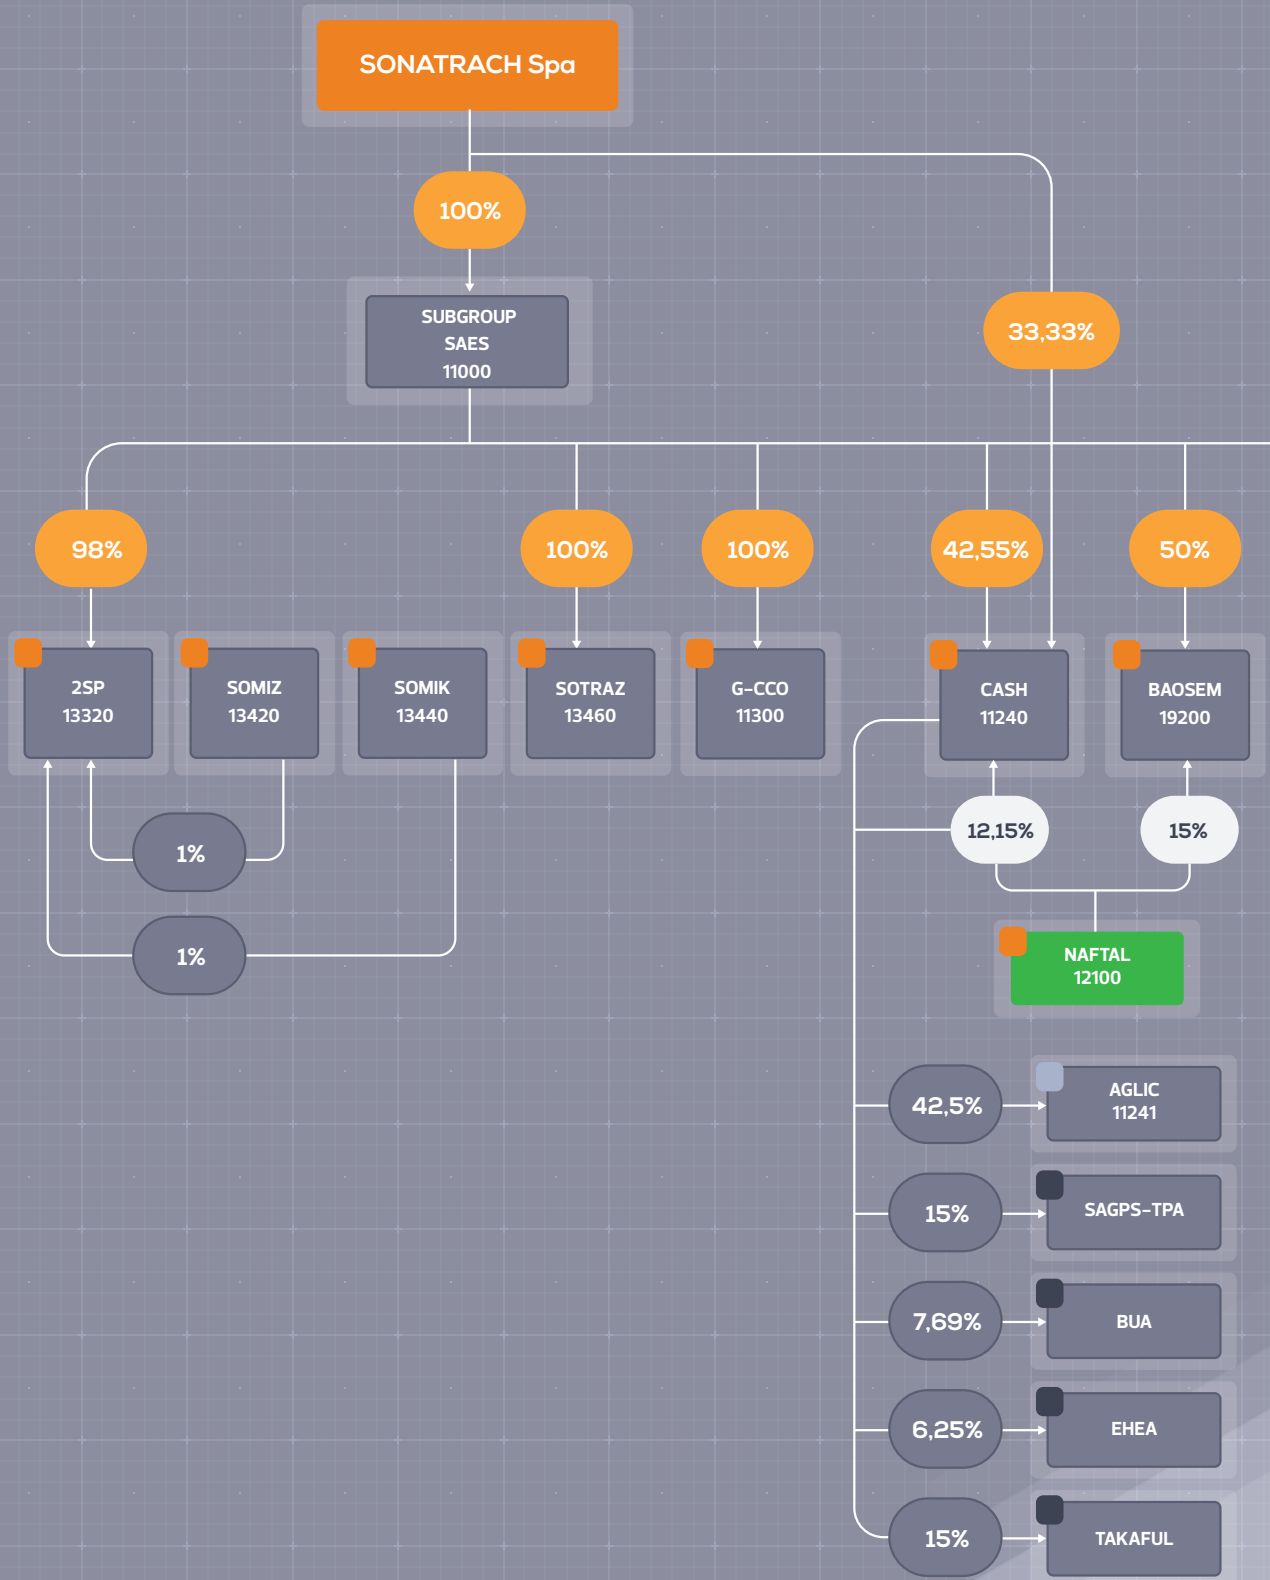 SONATRACH Spa
100%
SUBGROUP
SAES
11000
33,33%
98%
100%
100%
42,55%
50%
2SP
13320
SOMIZ
13420
SOMIK
13440
SOTRAZ
13460
G-CCO
11300
CASH
11240
BAOSEM
19200
1%
12,15%
15%
1%
NAFTAL
12100
42,5%
AGLIC
11241
15%
SAGPS-TPA
7,69%
BUA
6,25%
EHEA
15%
TAKAFUL